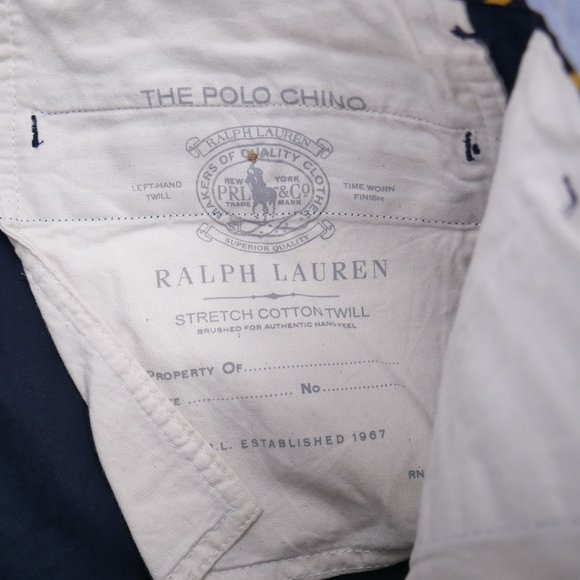 THE POLO CHINO
RALPH LAUREN
MAKERS OF QUALITY CLOTHES
LEFT-HAND
TWILL
NEW YORK
PRL & Co
TRADE MARK
TIME WORN
FINISH
SUPERIOR QUALITY
RALPH LAUREN
STRETCH COTTON TWILL
BRUSHED FOR AUTHENTIC HAND FEEL
PROPERTY OF
No
L. ESTABLISHED 1967
RN